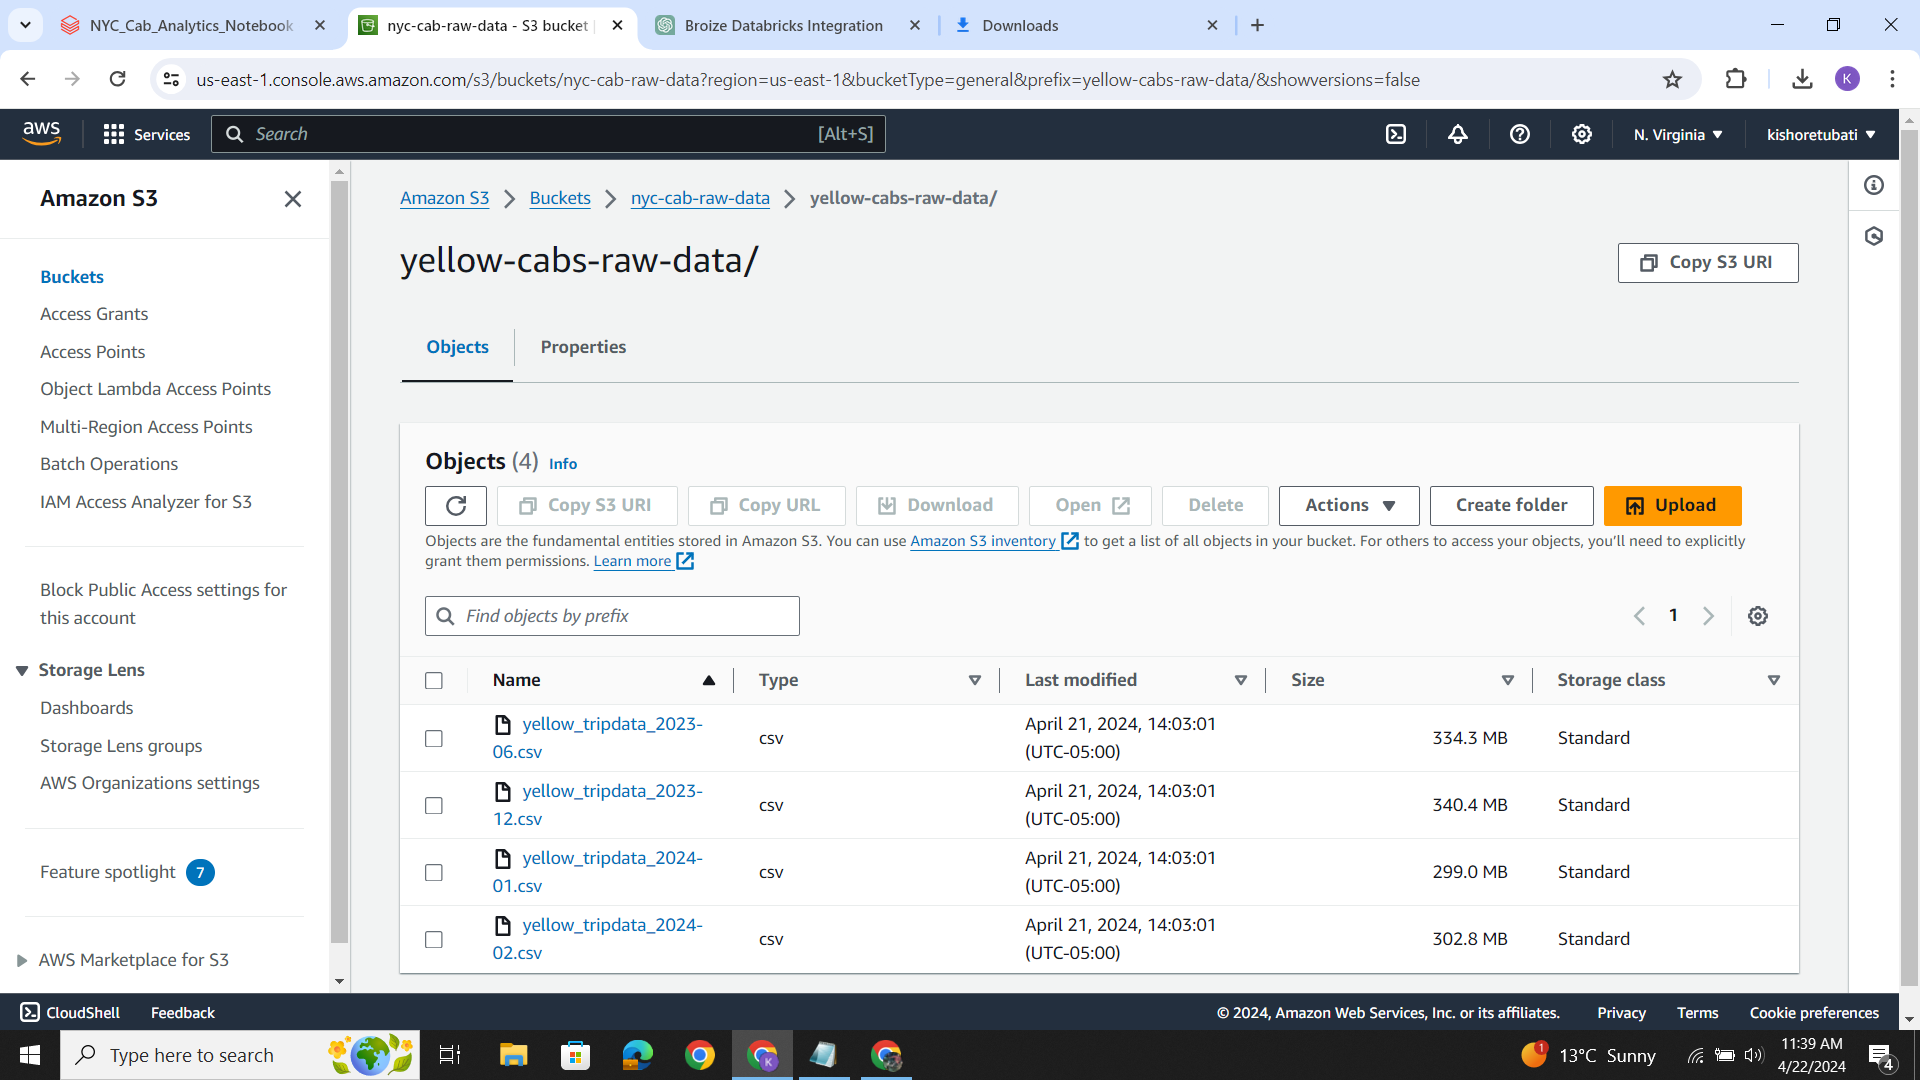 NYC_Cab_Analytics_Notebook
nyc-cab-raw-data - S3 bucket
Broize Databricks Integration
Downloads
us-east-1.console.aws.amazon.com/s3/buckets/nyc-cab-raw-data?region=us-east-1&bucketType=general&prefix=yellow-cabs-raw-data/&showversions=false
K
aws
Services
Search
[Alt+S]
N. Virginia
kishoretubati
Amazon S3
Buckets
Access Grants
Access Points
Object Lambda Access Points
Multi-Region Access Points
Batch Operations
IAM Access Analyzer for S3
Block Public Access settings for
this account
Storage Lens
Dashboards
Storage Lens groups
AWS Organizations settings
Feature spotlight 7
AWS Marketplace for S3
Amazon S3 > Buckets > nyc-cab-raw-data > yellow-cabs-raw-data/
yellow-cabs-raw-data/
Copy S3 URI
Objects
Properties
Objects (4) Info
Copy S3 URI
Copy URL
Download
Open
Delete
Actions
Create folder
Upload
Objects are the fundamental entities stored in Amazon S3. You can use Amazon S3 inventory to get a list of all objects in your bucket. For others to access your objects, you'll need to explicitly
grant them permissions. Learn more
Find objects by prefix
1
Name Type Last modified Size Storage class
yellow_tripdata_2023-
06.csv
csv
April 21, 2024, 14:03:01
(UTC-05:00)
334.3 MB
Standard
yellow_tripdata_2023-
12.csv
csv
April 21, 2024, 14:03:01
(UTC-05:00)
340.4 MB
Standard
yellow_tripdata_2024-
01.csv
csv
April 21, 2024, 14:03:01
(UTC-05:00)
299.0 MB
Standard
yellow_tripdata_2024-
02.csv
csv
April 21, 2024, 14:03:01
(UTC-05:00)
302.8 MB
Standard
CloudShell
Feedback
© 2024, Amazon Web Services, Inc. or its affiliates.
Privacy
Terms
Cookie preferences
Type here to search
K
1
13°C Sunny
11:39 AM
4/22/2024
4